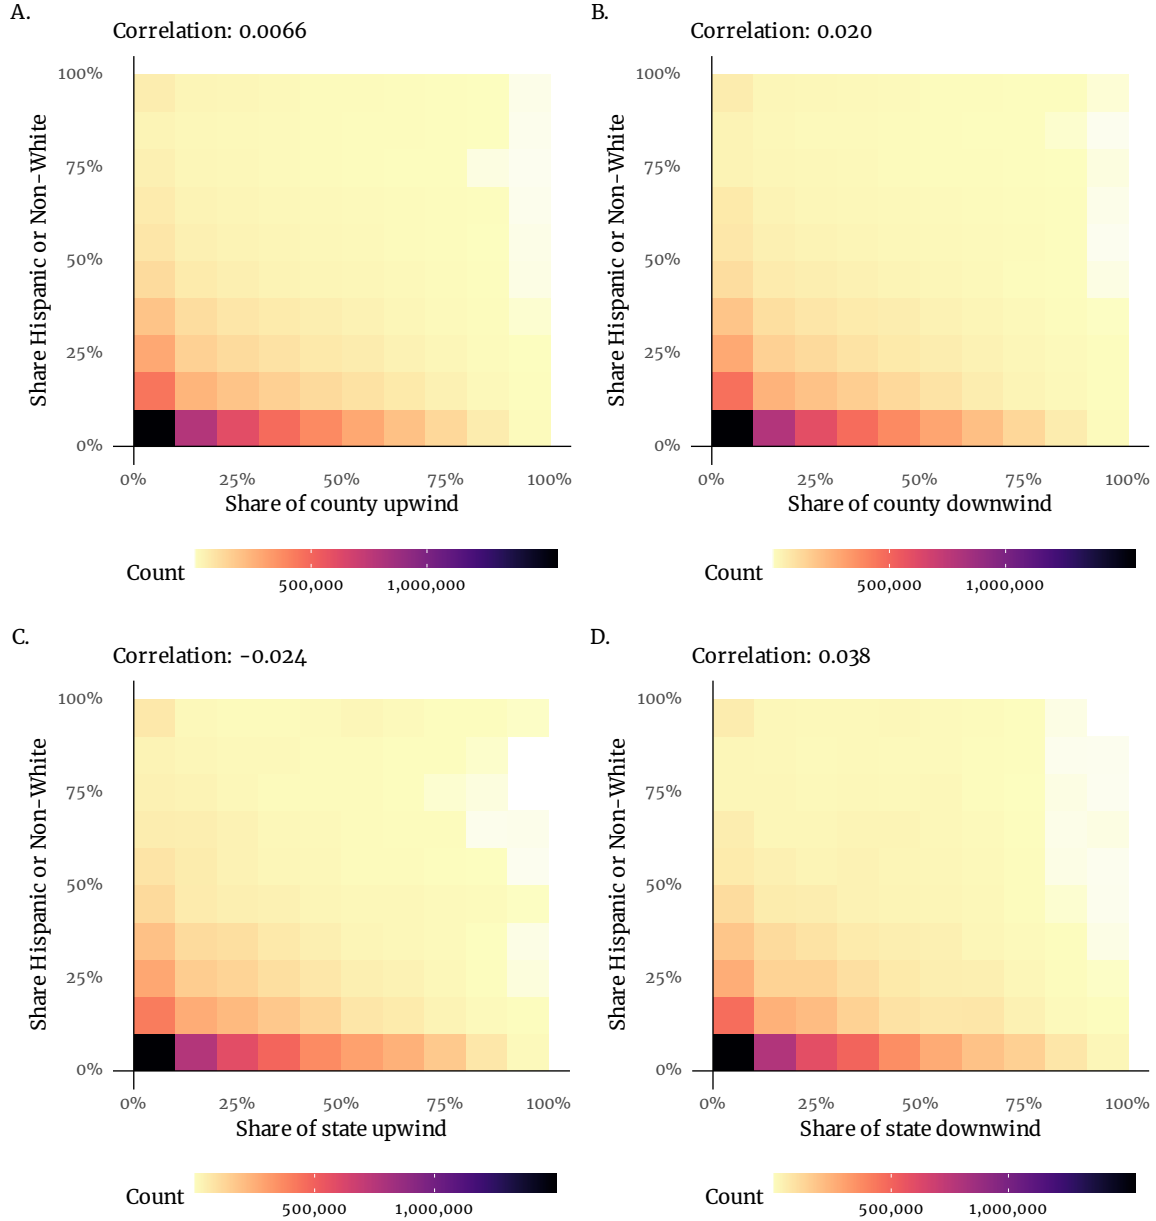 A.
Correlation: 0.0066
Share Hispanic or Non-White
100%
75%
50%
25%
0%
0% 25% 50% 75% 100%
Share of county upwind
Count
500,000 1,000,000
B.
Correlation: 0.020
Share Hispanic or Non-White
100%
75%
50%
25%
0%
0% 25% 50% 75% 100%
Share of county downwind
Count
500,000 1,000,000
C.
Correlation: -0.024
Share Hispanic or Non-White
100%
75%
50%
25%
0%
0% 25% 50% 75% 100%
Share of state upwind
Count
500,000 1,000,000
D.
Correlation: 0.038
Share Hispanic or Non-White
100%
75%
50%
25%
0%
0% 25% 50% 75% 100%
Share of state downwind
Count
500,000 1,000,000